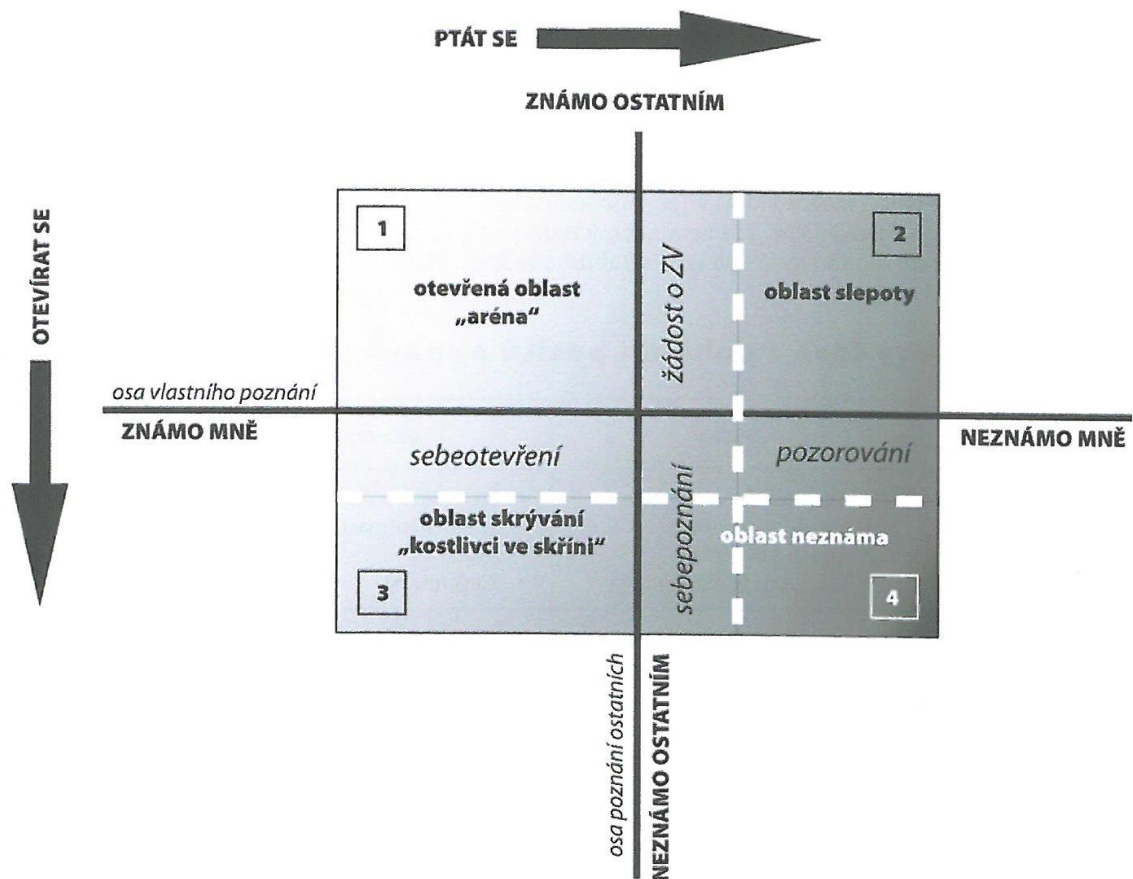 PTÁT SE
ZNÁMO OSTATNÍM
OTEVÍRAT SE
1
2
otevřená oblast
„aréna“
žádost o ZV
oblast slepoty
osa vlastního poznání
ZNÁMO MNĚ
NEZNÁMO MNĚ
sebeotevření
pozorování
oblast skrývání
„kostlivci ve skříni“
sebepoznání
oblast neznáma
3
4
osa poznání ostatních
NEZNÁMO OSTATNÍM